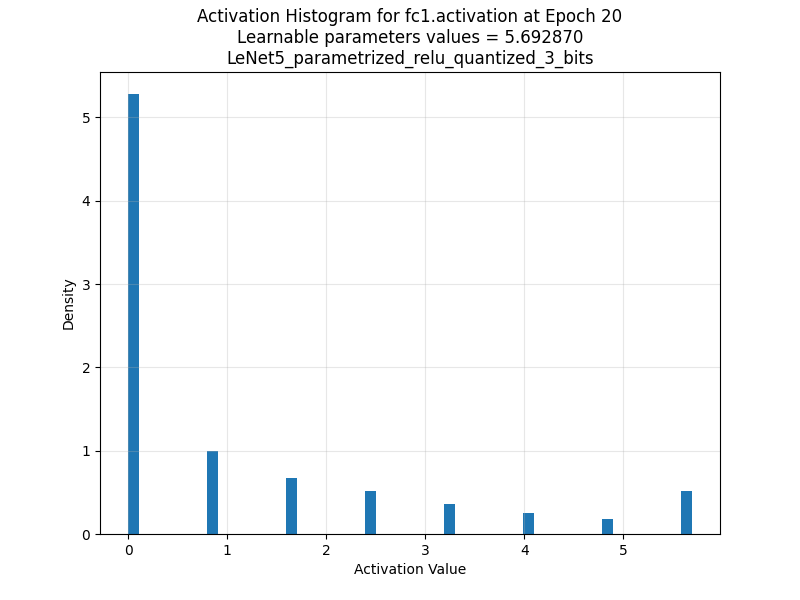 Activation Histogram for fc1.activation at Epoch 20
Learnable parameters values = 5.692870
LeNet5_parametrized_relu_quantized_3_bits
5
4
3
2
1
0
Density
0 1 2 3 4 5
Activation Value